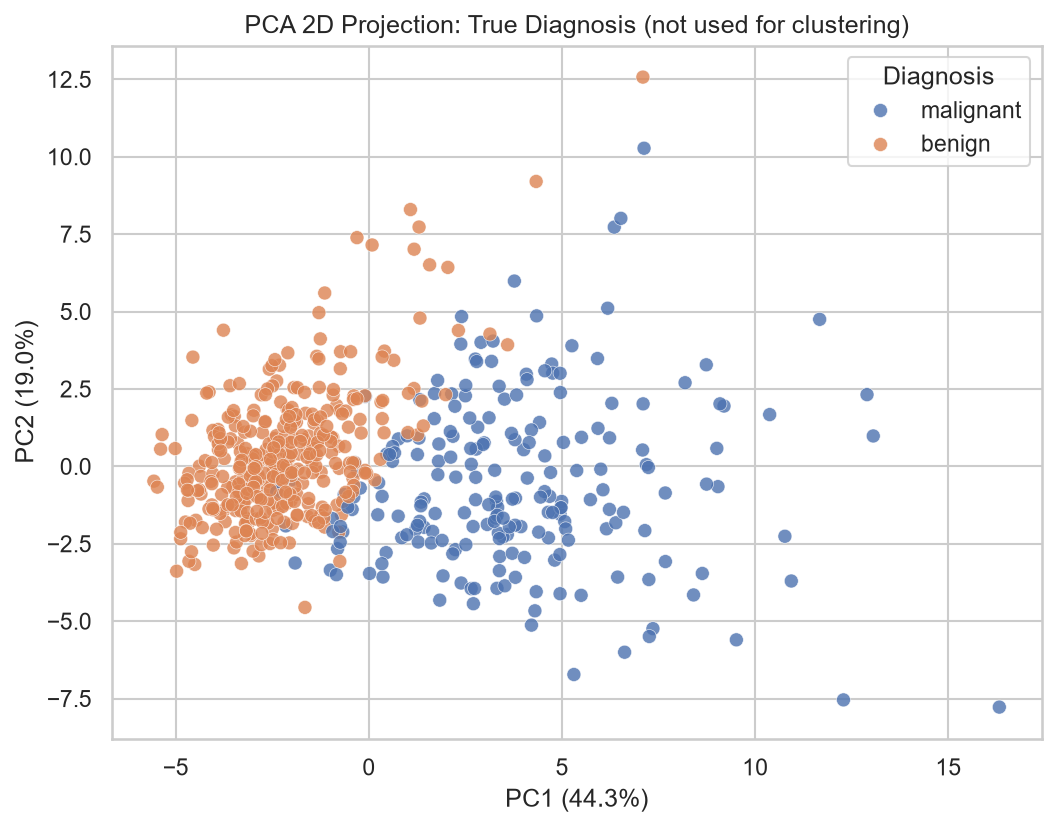 PCA 2D Projection: True Diagnosis (not used for clustering)
Diagnosis
malignant
benign
12.5
10.0
7.5
5.0
2.5
0.0
−2.5
−5.0
−7.5
PC2 (19.0%)
−5
0
5
10
15
PC1 (44.3%)